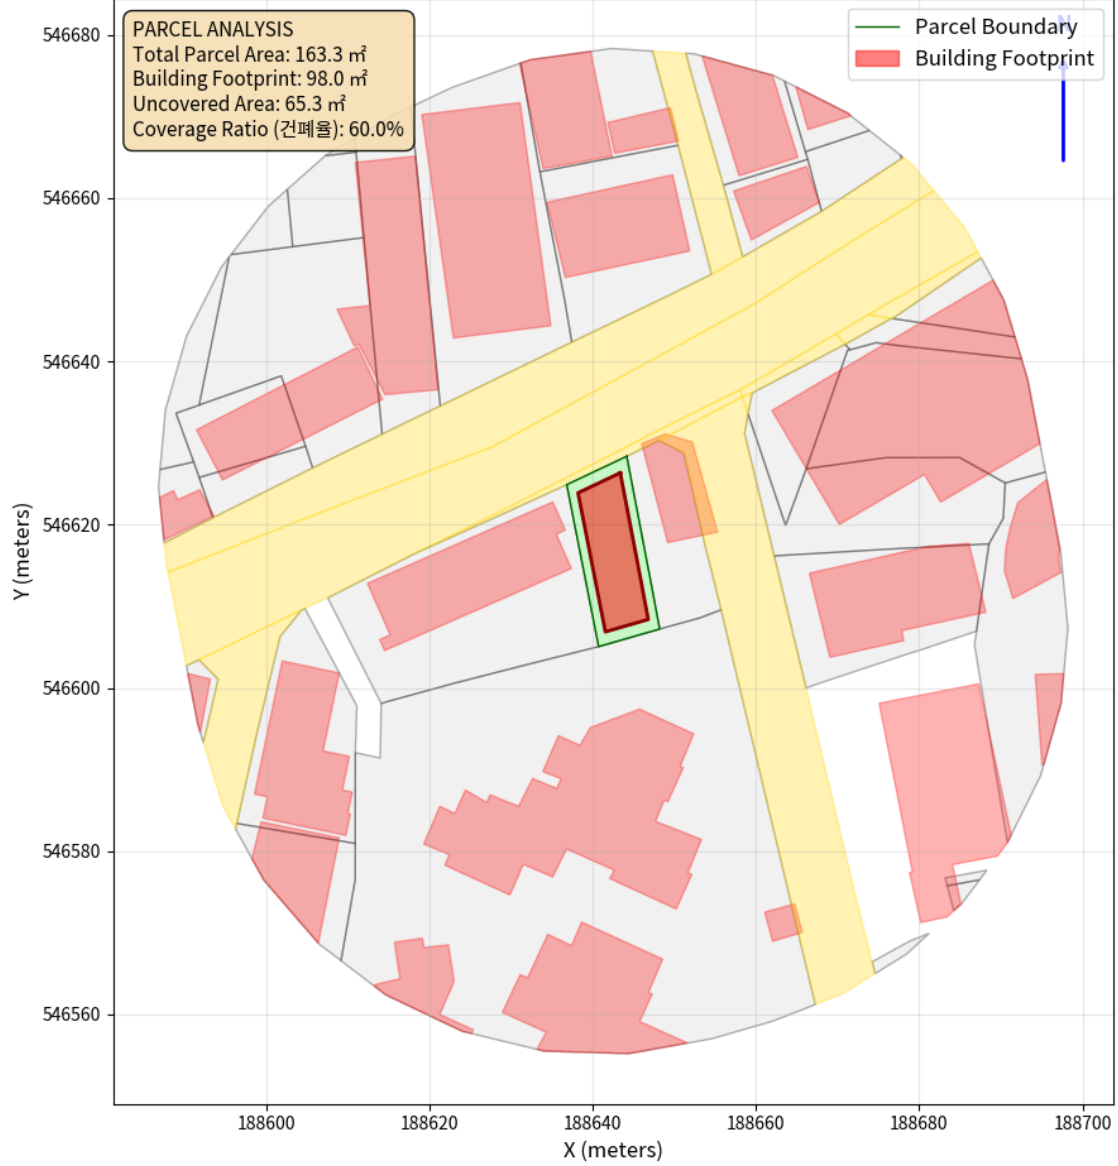 PARCEL ANALYSIS
Total Parcel Area: 163.3 ㎡
Building Footprint: 98.0 ㎡
Uncovered Area: 65.3 ㎡
Coverage Ratio (건폐율): 60.0%
Parcel Boundary
Building Footprint
N
546680
546660
546640
546620
546600
546580
546560
Y (meters)
188600
188620
188640
188660
188680
188700
X (meters)